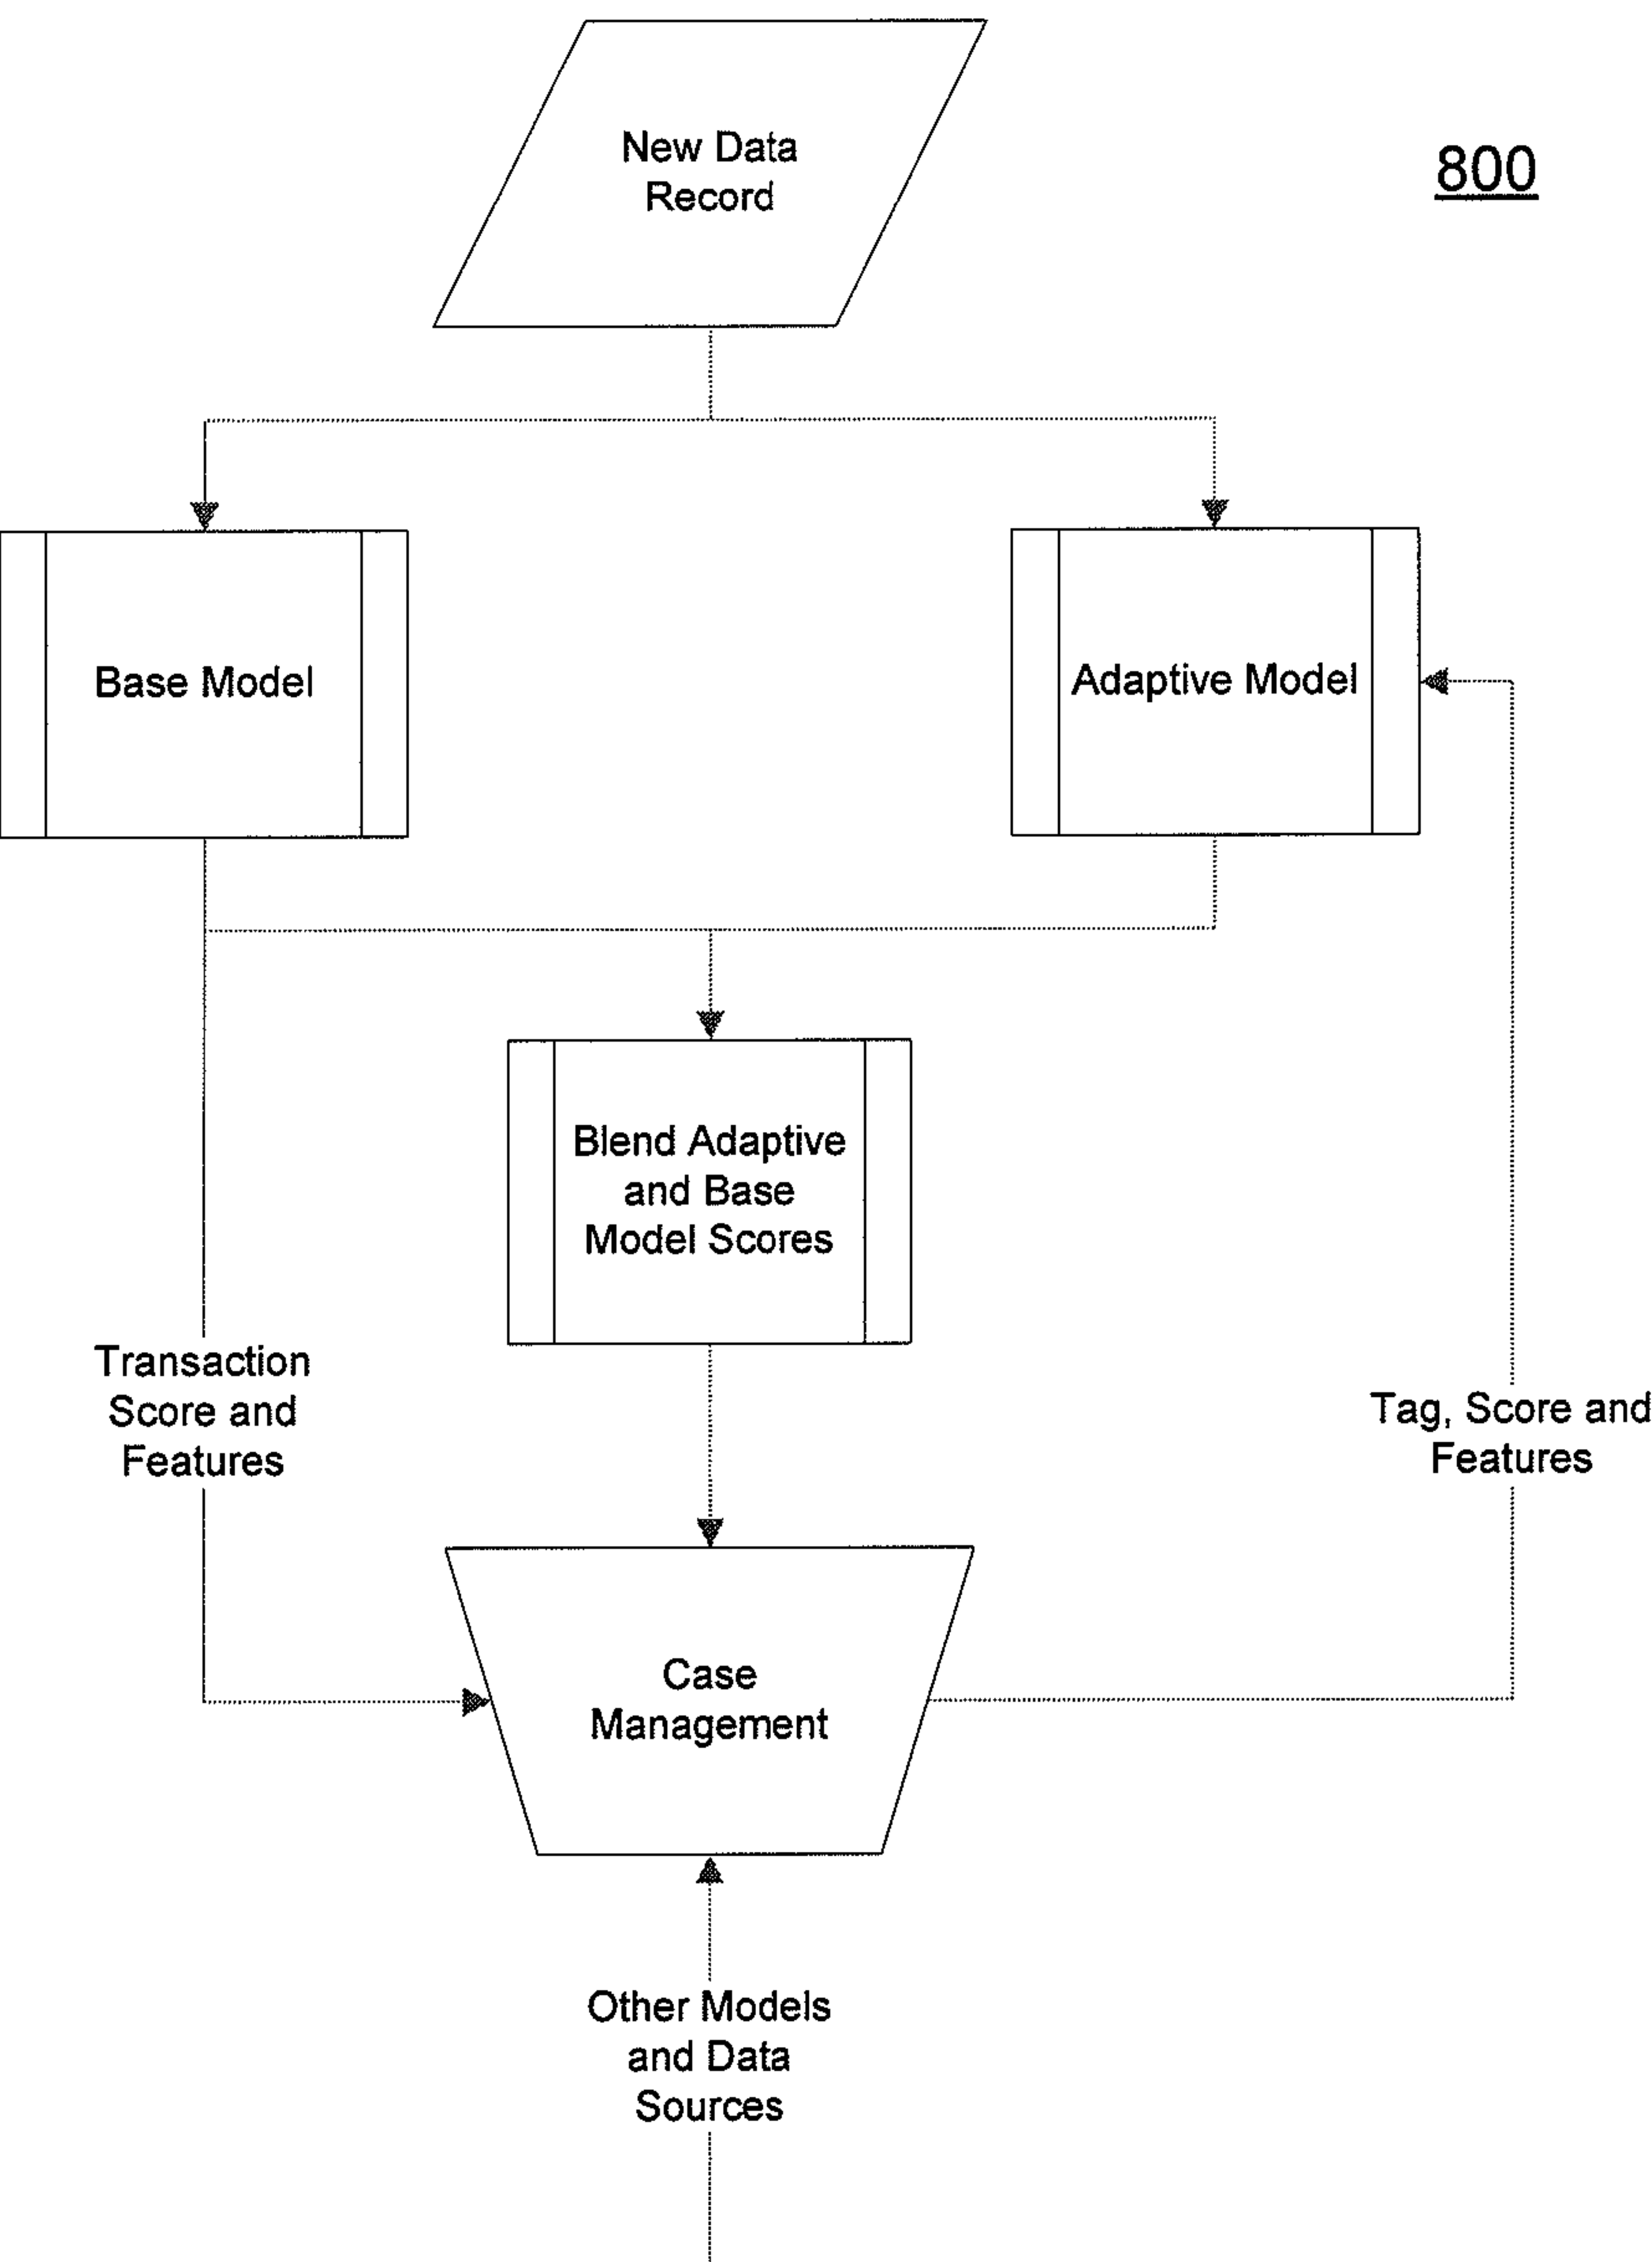 New Data
Record
800
Base Model
Adaptive Model
Blend Adaptive
and Base
Model Scores
Transaction
Score and
Features
Tag, Score and
Features
Case
Management
Other Models
and Data
Sources